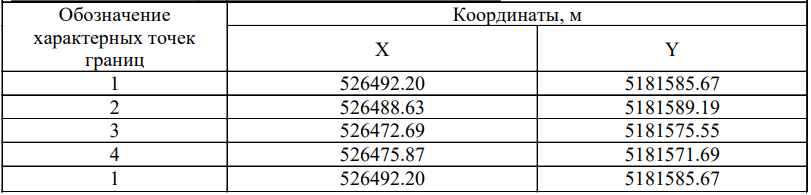 Обозначение характерных точек границ Координаты, м
X Y
1 526492.20 5181585.67
2 526488.63 5181589.19
3 526472.69 5181575.55
4 526475.87 5181571.69
1 526492.20 5181585.67